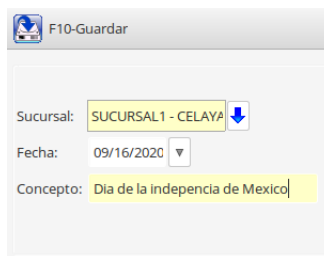 F10-Guardar
Sucursal: SUCURSAL1 - CELAYA
Fecha: 09/16/2020
Concepto: Dia de la indepencia de Mexico